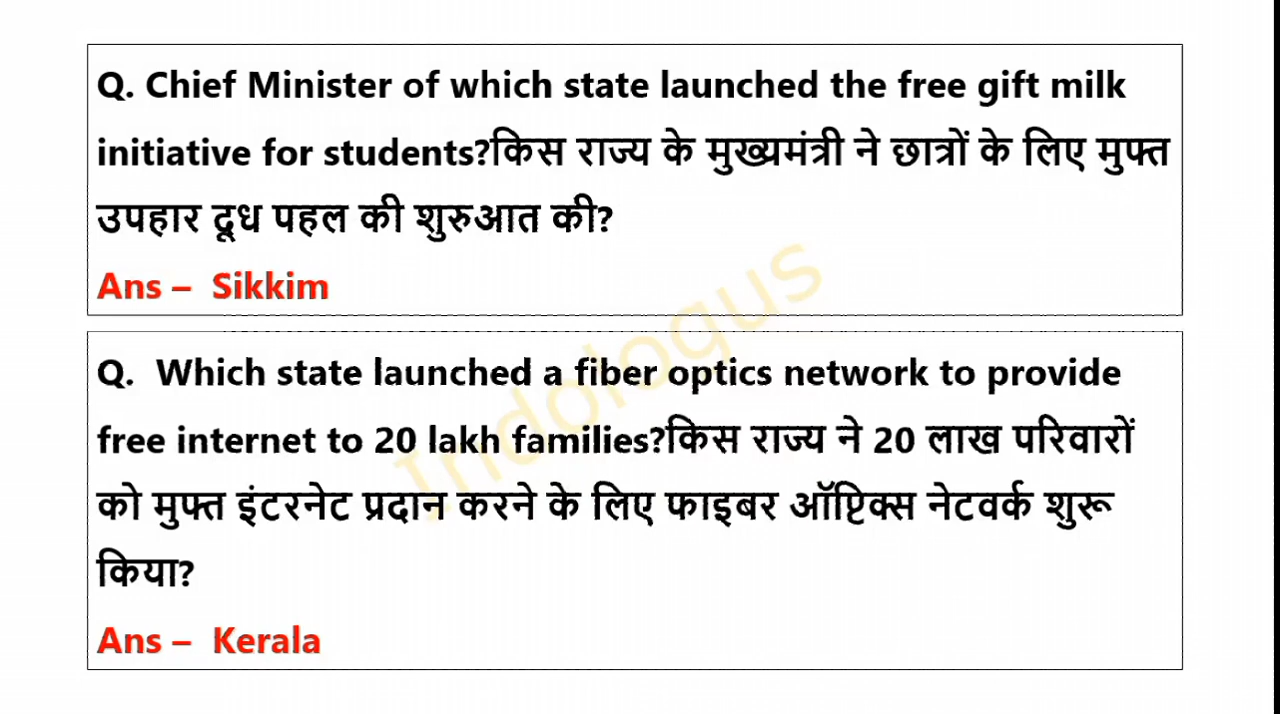 Q. Chief Minister of which state launched the free gift milk
initiative for students?किस राज्य के मुख्यमंत्री ने छात्रों के लिए मुफ्त
उपहार दूध पहल की शुरुआत की?
Ans – Sikkim
Q. Which state launched a fiber optics network to provide
free internet to 20 lakh families?किस राज्य ने 20 लाख परिवारों
को मुफ्त इंटरनेट प्रदान करने के लिए फाइबर ऑप्टिक्स नेटवर्क शुरू
किया?
Ans – Kerala
Indologus